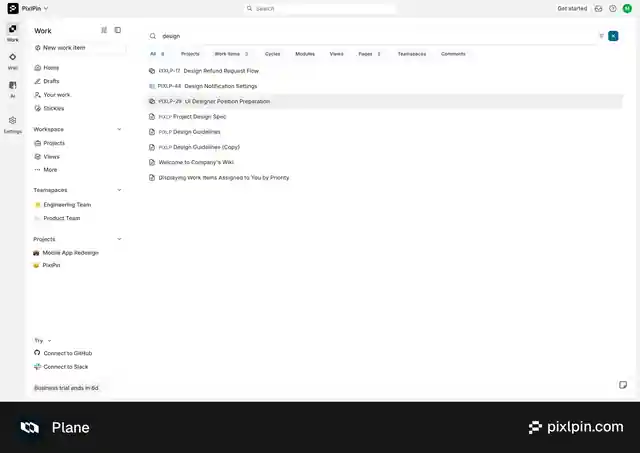 PixlPin
Search
Get started
M
Work
Wiki
AI
Settings
Work
New work item
Home
Drafts
Your work
Stickies
Workspace
Projects
Views
More
Teamspaces
Engineering Team
Product Team
Projects
Mobile App Redesign
PixlPin
Try
Connect to GitHub
Connect to Slack
Business trial ends in 6d
design
All 8 Projects Work items 3 Cycles Modules Views Pages 5 Teamspaces Comments
PIXLP-17 Design Refund Request Flow
PIXLP-44 Design Notification Settings
PIXLP-29 UI Designer Position Preparation
PIXLP Project Design Spec
PIXLP Design Guidelines
PIXLP Design Guidelines (Copy)
Welcome to Company's Wiki
Displaying Work Items Assigned to You by Priority
Plane
pixlpin.com